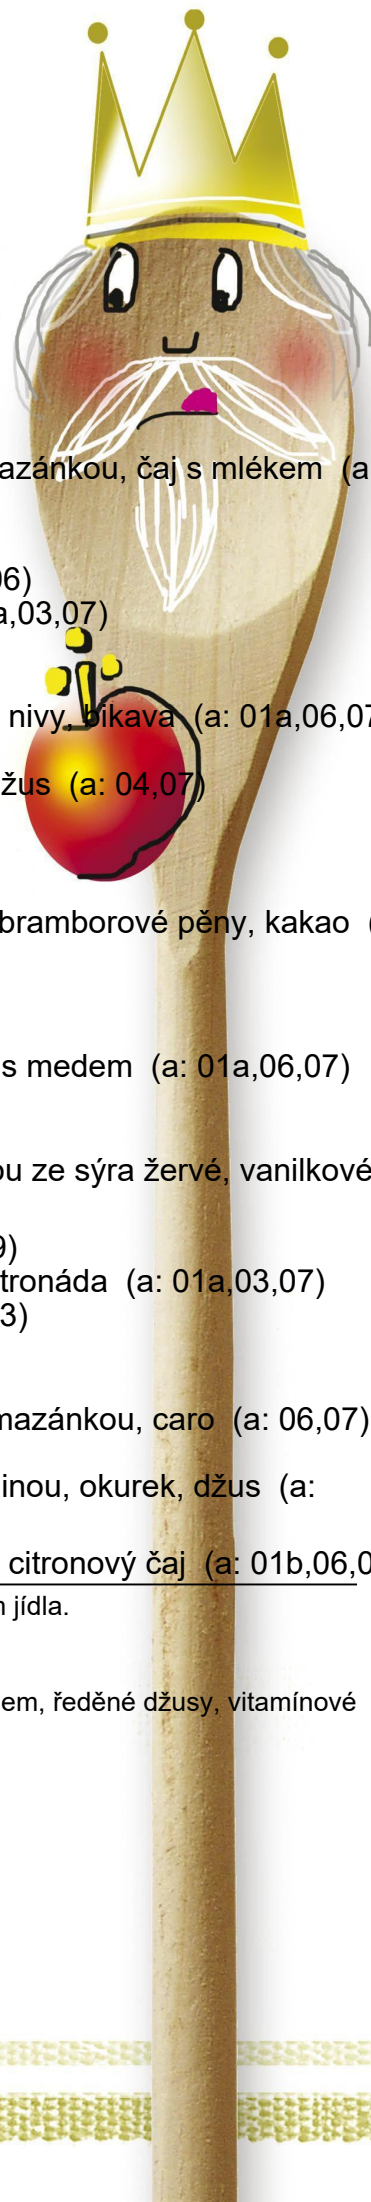 azánkou, čaj s mlékem (a
06)
a,03,07)
nivy, bikava (a: 01a,06,07
žus (a: 04,07)
bramborové pěny, kakao (
s medem (a: 01a,06,07)
ou ze sýra žervé, vanilkové
9)
tronáda (a: 01a,03,07)
3)
mazánkou, caro (a: 06,07)
inou, okurek, džus (a:
citronový čaj (a: 01b,06,0
n jídla.
em, ředěné džusy, vitamínové